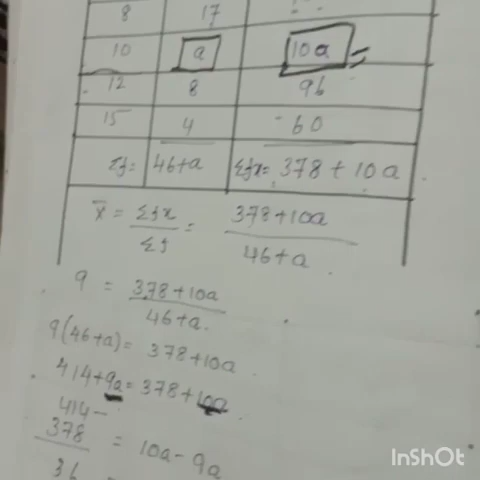 8 17
10 a 10a
12 8 96
15 4 60
Σf= 46+a Σfx= 378+10a
x̄ = Σfx/Σf = 378+10a/46+a
9 = 378+10a/46+a
9(46+a)= 378+10a
414+9a=378+10a
414-
378 = 10a-9a
36
InShOt